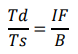 Td/Ts = IF/B